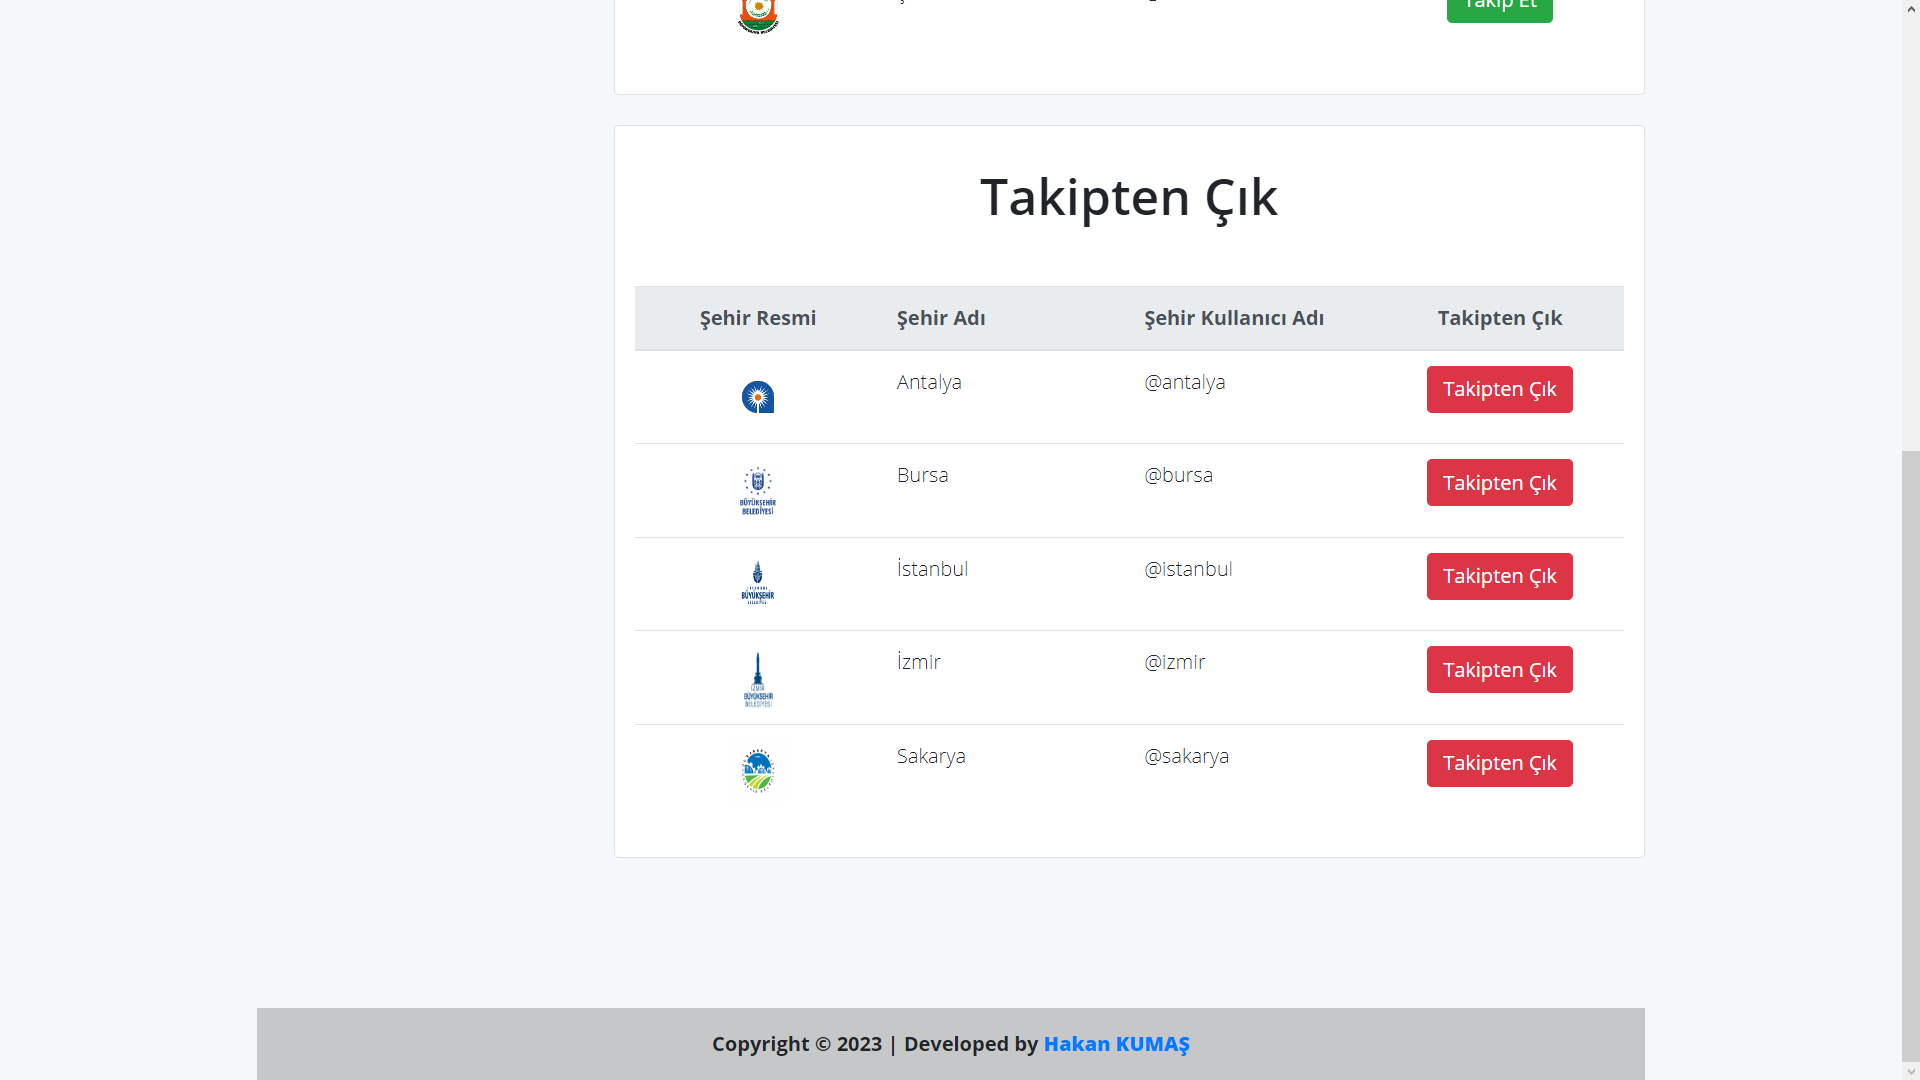 Takip Et
Takipten Çık
Şehir Resmi Şehir Adı Şehir Kullanıcı Adı Takipten Çık
Antalya @antalya Takipten Çık
BÜYÜKŞEHİR
BELEDİYESİ
Bursa @bursa Takipten Çık
BÜYÜKŞEHİR
İstanbul @istanbul Takipten Çık
İZMİR
BÜYÜKŞEHİR
BELEDİYESİ
İzmir @izmir Takipten Çık
Sakarya @sakarya Takipten Çık
Copyright © 2023 | Developed by Hakan KUMAŞ